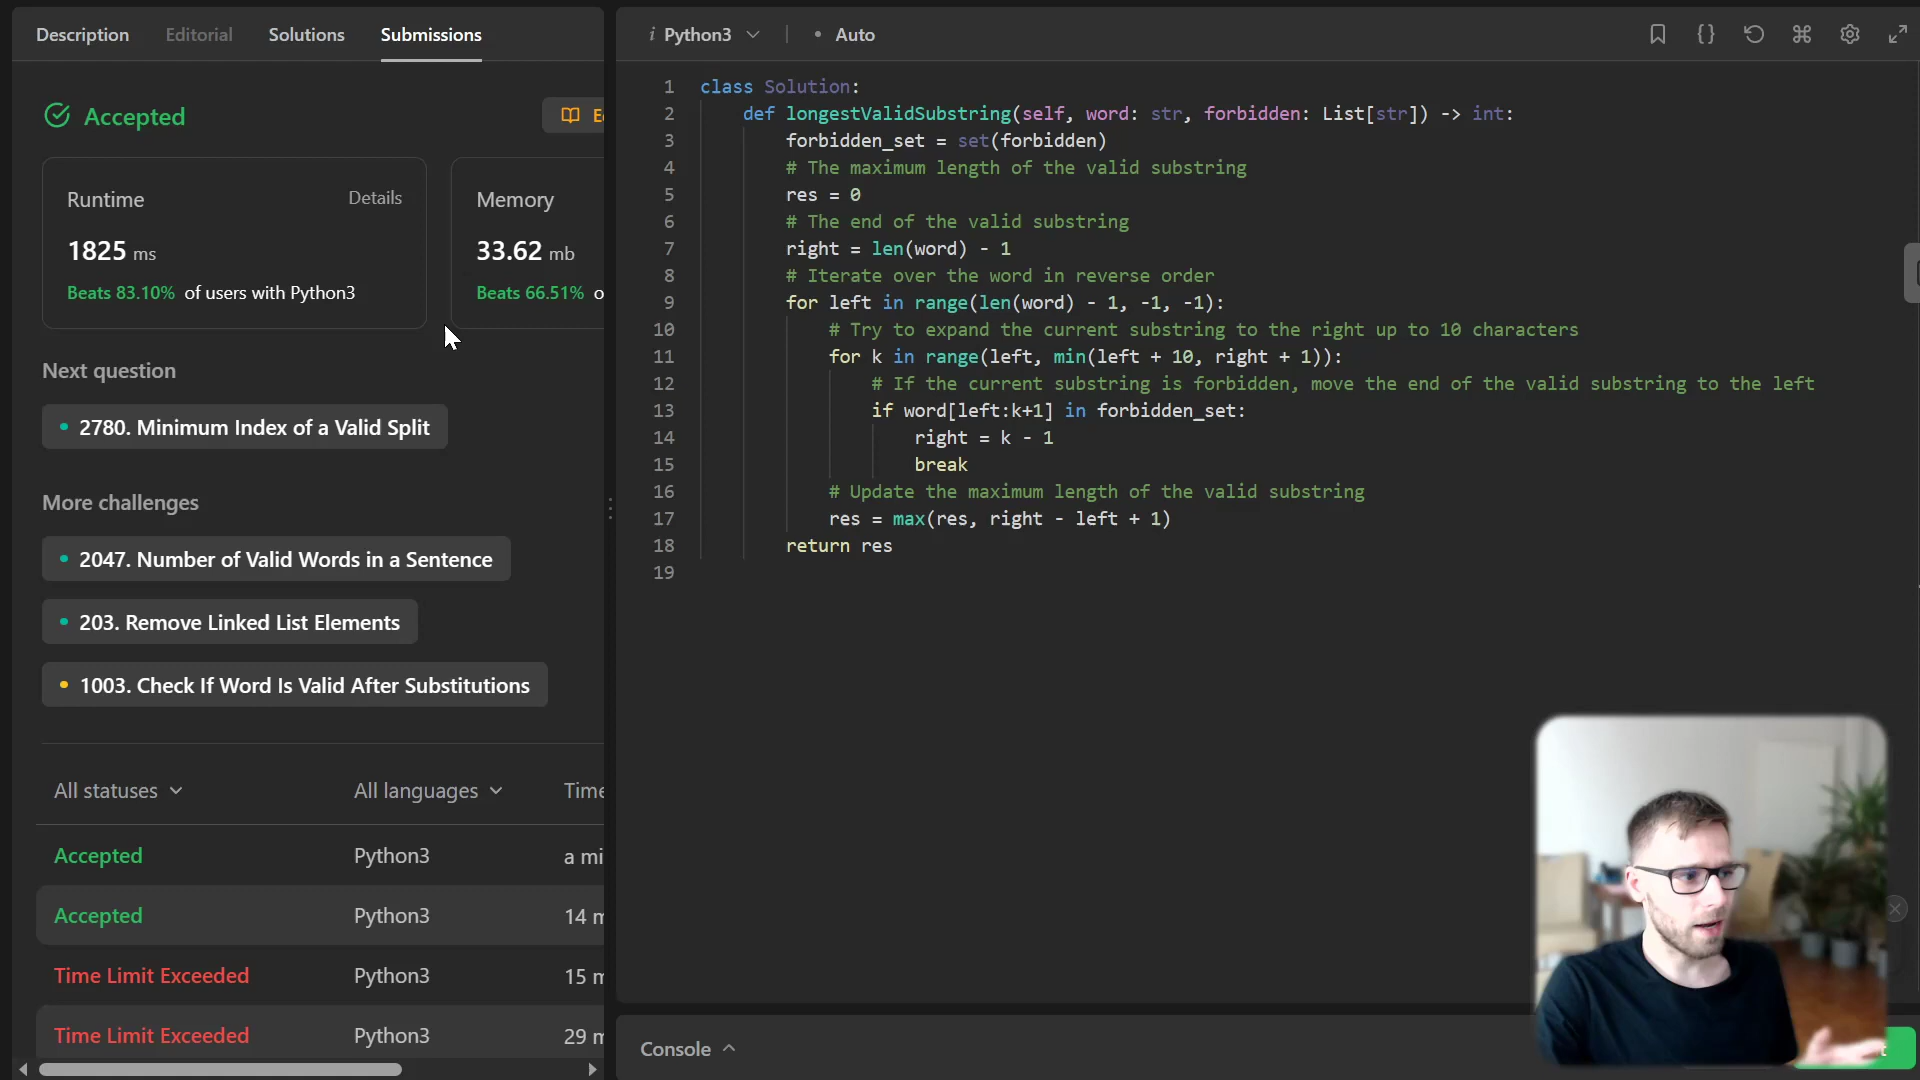 Description Editorial Solutions Submissions
Accepted
Runtime Details
1825 ms
Beats 83.10% of users with Python3
Memory
33.62 mb
Beats 66.51%
Next question
2780. Minimum Index of a Valid Split
More challenges
2047. Number of Valid Words in a Sentence
203. Remove Linked List Elements
1003. Check If Word Is Valid After Substitutions
All statuses All languages Time
Accepted Python3 a mi
Accepted Python3 14 m
Time Limit Exceeded Python3 15 m
Time Limit Exceeded Python3 29 m
i Python3 • Auto
1 class Solution:
2 def longestValidSubstring(self, word: str, forbidden: List[str]) -> int:
3 forbidden_set = set(forbidden)
4 # The maximum length of the valid substring
5 res = 0
6 # The end of the valid substring
7 right = len(word) - 1
8 # Iterate over the word in reverse order
9 for left in range(len(word) - 1, -1, -1):
10 # Try to expand the current substring to the right up to 10 characters
11 for k in range(left, min(left + 10, right + 1)):
12 # If the current substring is forbidden, move the end of the valid substring to the left
13 if word[left:k+1] in forbidden_set:
14 right = k - 1
15 break
16 # Update the maximum length of the valid substring
17 res = max(res, right - left + 1)
18 return res
19
Console